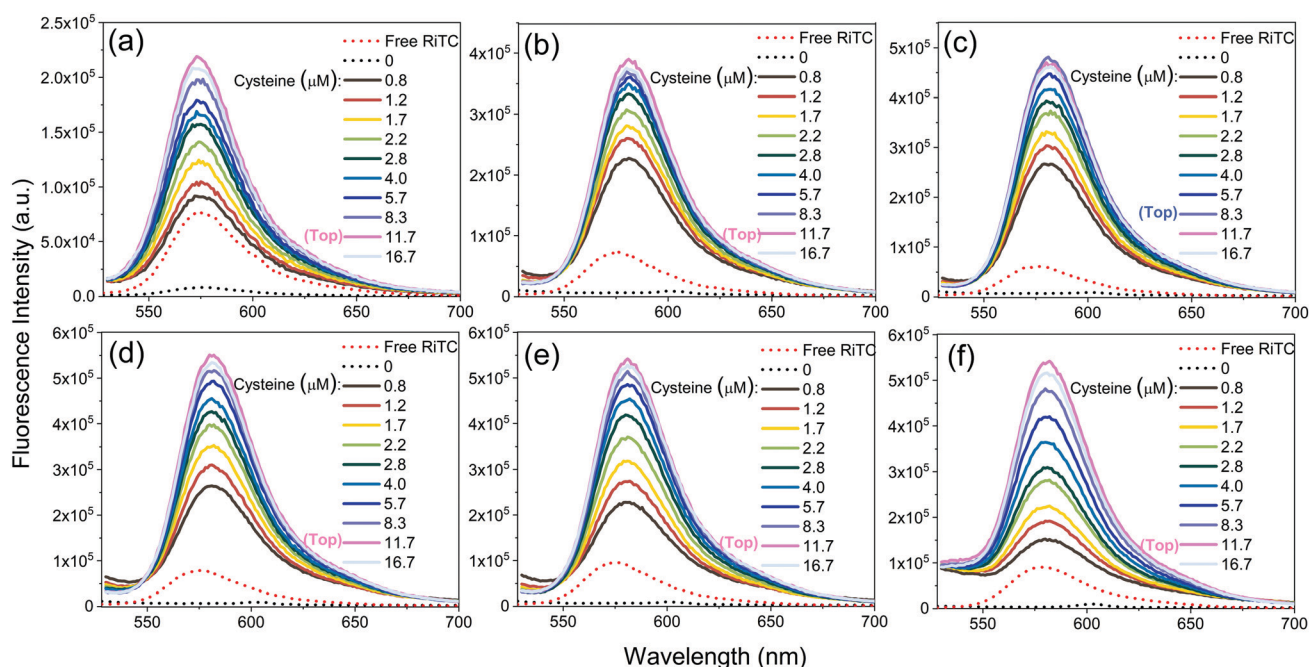 Fluorescence Intensity (a.u.)
(a)
2.5x10⁵
2.0x10⁵
1.5x10⁵
1.0x10⁵
5.0x10⁴
0.0
550
600
650
700
Free RiTC
0
Cysteine (μM):
0.8
1.2
1.7
2.2
2.8
4.0
5.7
8.3
(Top) 11.7
16.7
(b)
4x10⁵
3x10⁵
2x10⁵
1x10⁵
0
550
600
650
700
Free RiTC
0
Cysteine (μM):
0.8
1.2
1.7
2.2
2.8
4.0
5.7
8.3
(Top) 11.7
16.7
(c)
5x10⁵
4x10⁵
3x10⁵
2x10⁵
1x10⁵
0
550
600
650
700
Free RiTC
0
Cysteine (μM):
0.8
1.2
1.7
2.2
2.8
4.0
5.7
(Top) 8.3
11.7
16.7
(d)
6x10⁵
5x10⁵
4x10⁵
3x10⁵
2x10⁵
1x10⁵
0
550
600
650
700
Free RiTC
0
Cysteine (μM):
0.8
1.2
1.7
2.2
2.8
4.0
5.7
8.3
(Top) 11.7
16.7
(e)
6x10⁵
5x10⁵
4x10⁵
3x10⁵
2x10⁵
1x10⁵
0
550
600
650
700
Free RiTC
0
Cysteine (μM):
0.8
1.2
1.7
2.2
2.8
4.0
5.7
8.3
(Top) 11.7
16.7
(f)
6x10⁵
5x10⁵
4x10⁵
3x10⁵
2x10⁵
1x10⁵
0
550
600
650
700
Free RiTC
0
Cysteine (μM):
0.8
1.2
1.7
2.2
2.8
4.0
5.7
8.3
(Top) 11.7
16.7
Wavelength (nm)